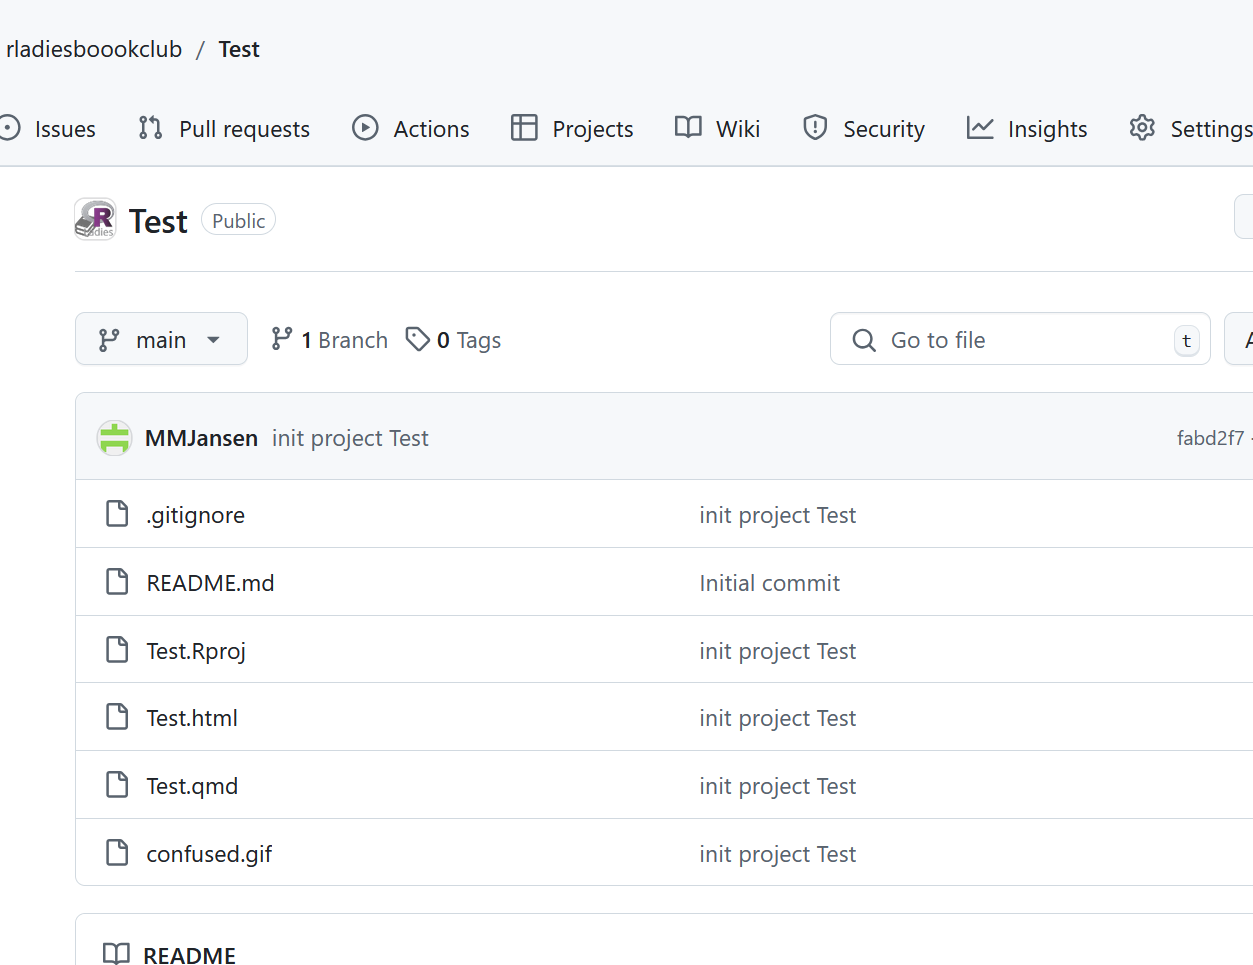 rladiesboookclub / Test
Issues Pull requests Actions Projects Wiki Security Insights Settings
R
ladies
Test Public
main 1 Branch 0 Tags Go to file t
MMJansen init project Test fabd2f7 ·
.gitignore init project Test
README.md Initial commit
Test.Rproj init project Test
Test.html init project Test
Test.qmd init project Test
confused.gif init project Test
README